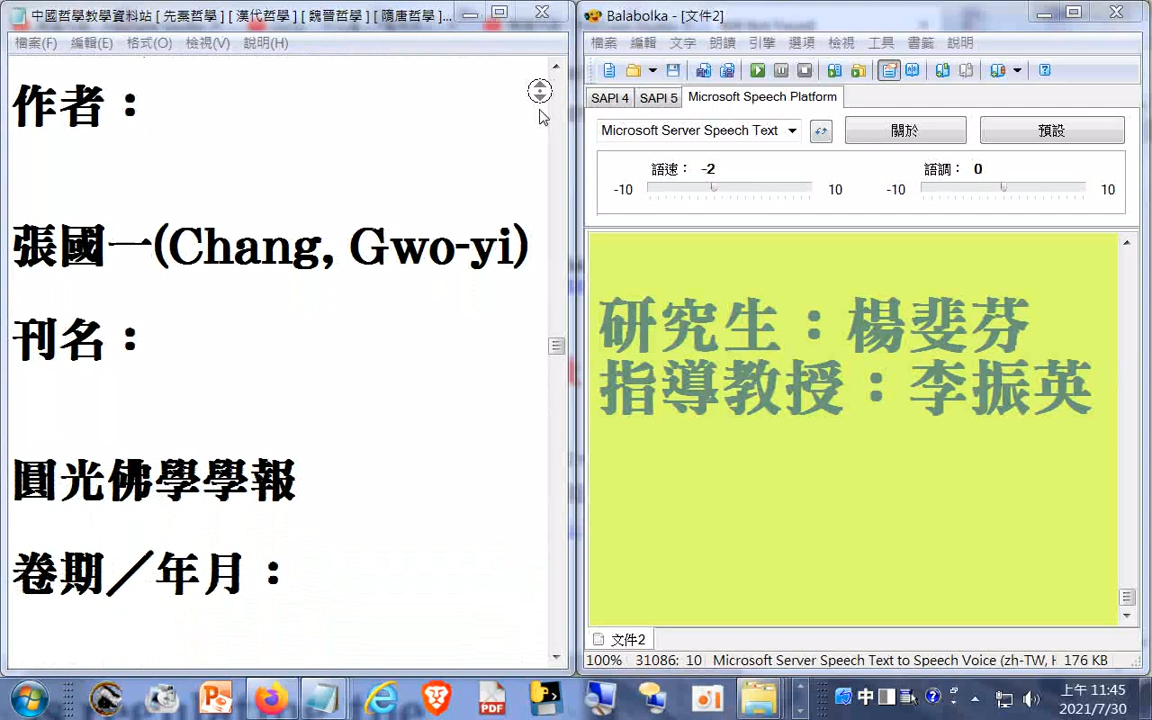 中國哲學教學資料站 [ 先秦哲學 ] [ 漢代哲學 ] [ 魏晉哲學 ] [ 隋唐哲學 ]...
檔案(F) 編輯(E) 格式(O) 檢視(V) 說明(H)
作者：
張國一(Chang, Gwo-yi)
刊名：
圓光佛學學報
卷期／年月：
Balabolka - [文件2]
檔案 編輯 文字 朗讀 引擎 選項 檢視 工具 書籤 說明
SAPI 4 SAPI 5 Microsoft Speech Platform
Microsoft Server Speech Text 關於 預設
語速： -2 語調： 0
-10 10 -10 10
研究生：楊斐芬
指導教授：李振英
文件2
100% 31086: 10 Microsoft Server Speech Text to Speech Voice (zh-TW, H 176 KB
PDF
中
上午 11:45
2021/7/30